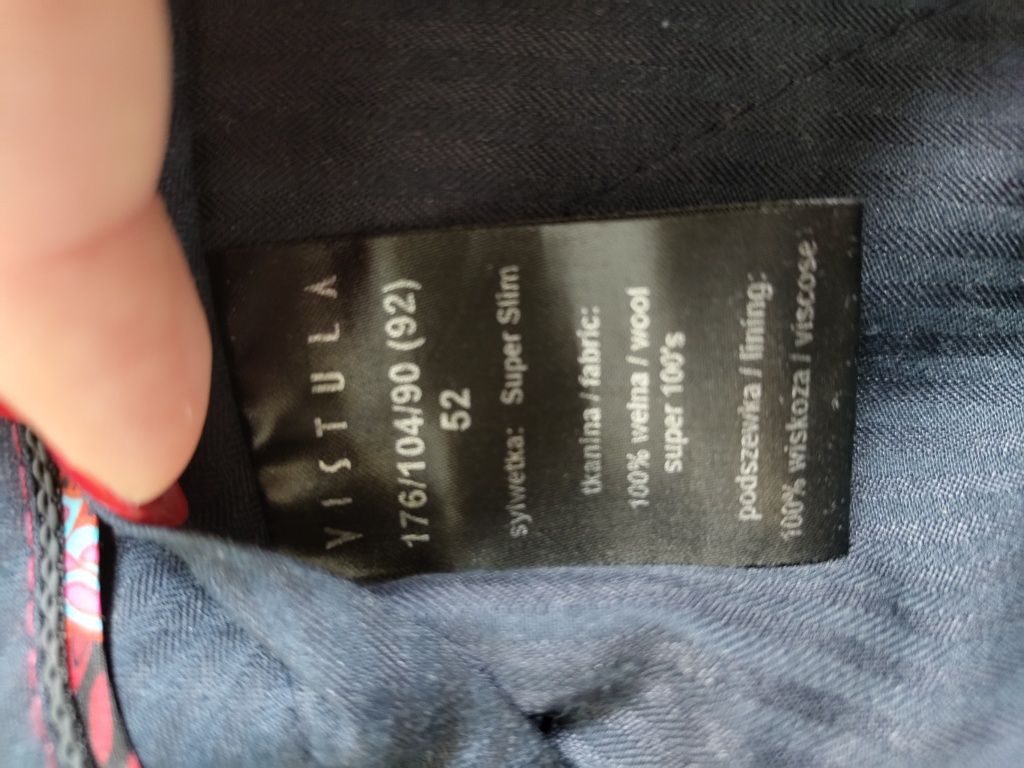 VISTULA
176/104/90 (92)
52
sylwetka: Super Slim
tkanina / fabric:
100% wełna / wool
super 100's
podszewka / lining:
100% wiskoza / viscose